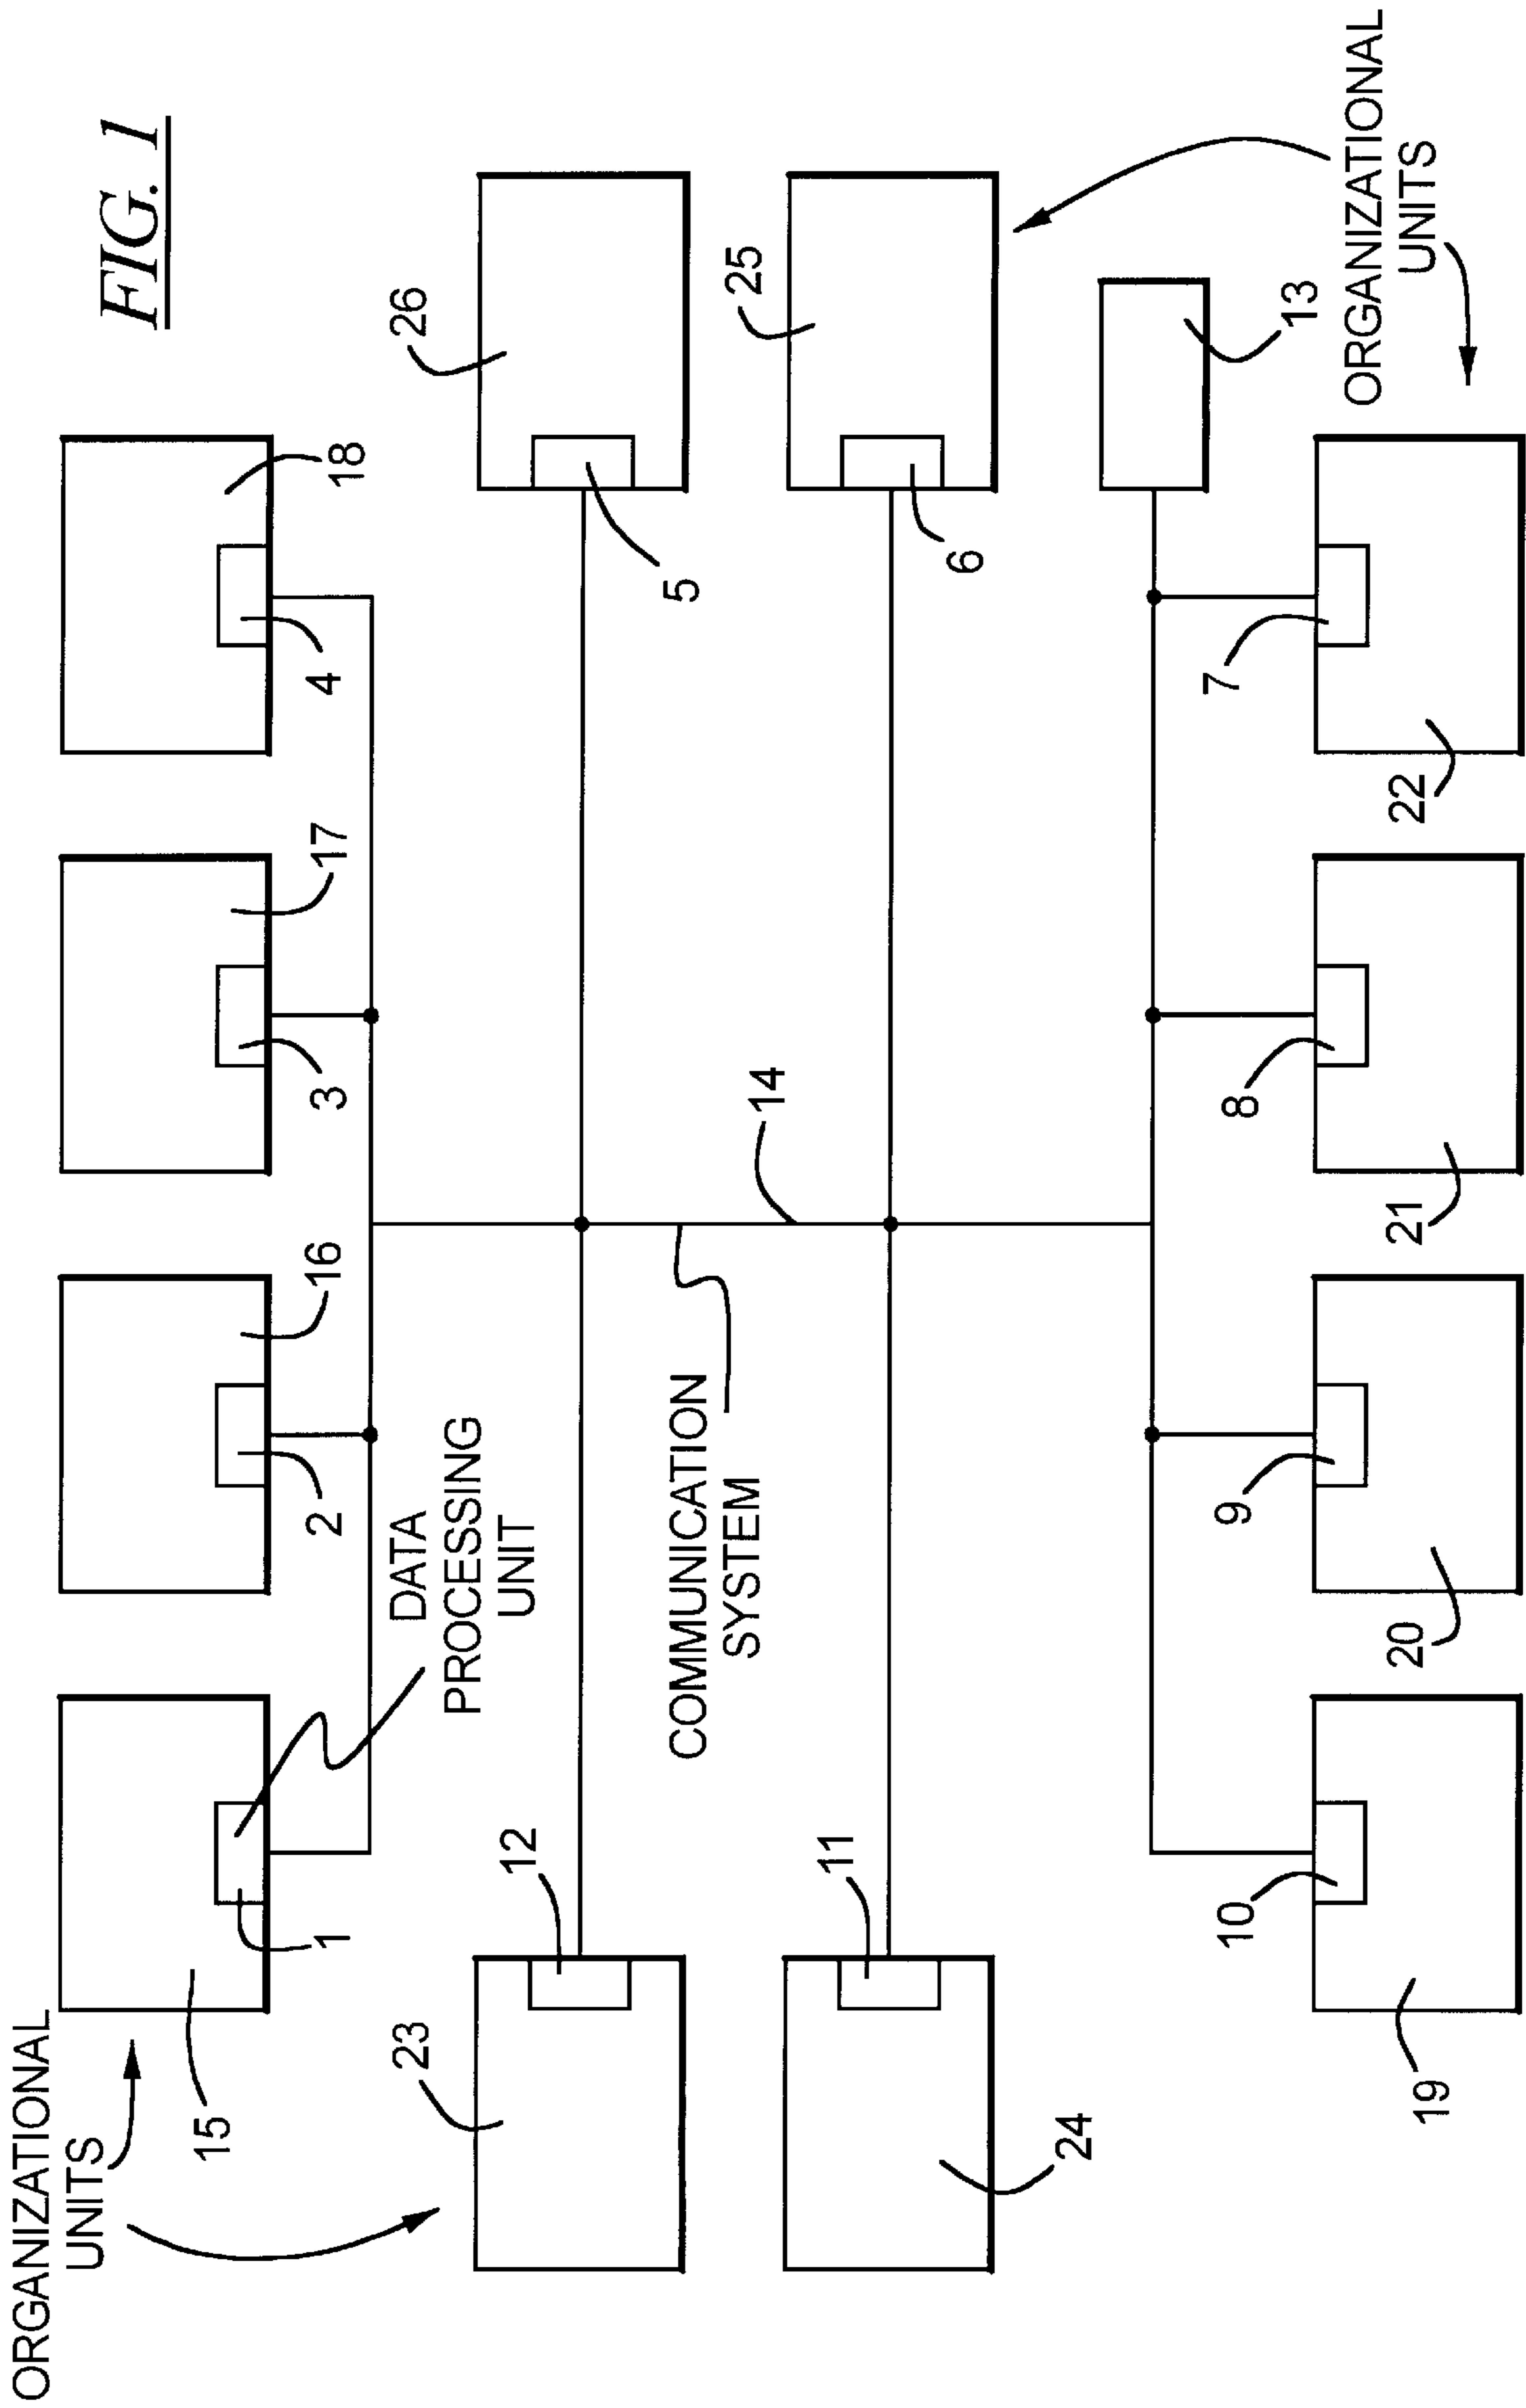 ORGANIZATIONAL
UNITS
FIG. 1
15
1
2
16
3
17
4
18
23
DATA
PROCESSING
UNIT
26
12
5
COMMUNICATION
SYSTEM
14
25
11
6
24
10
9
8
7
13
ORGANIZATIONAL
UNITS
19
20
21
22